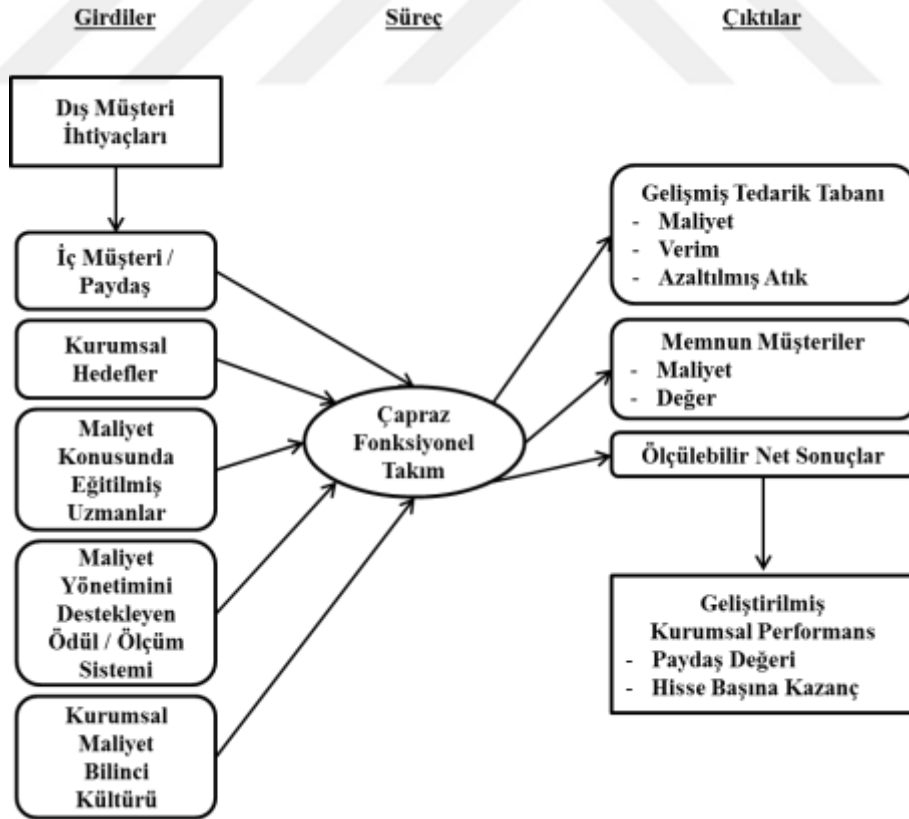 Girdiler
Süreç
Çıktılar
Dış Müşteri
İhtiyaçları
İç Müşteri /
Paydaş
Kurumsal
Hedefler
Maliyet
Konusunda
Eğitilmiş
Uzmanlar
Maliyet
Yönetimini
Destekleyen
Ödül / Ölçüm
Sistemi
Kurumsal
Maliyet
Bilinci
Kültürü
Çapraz
Fonksiyonel
Takım
Gelişmiş Tedarik Tabanı
- Maliyet
- Verim
- Azaltılmış Atık
Memnun Müşteriler
- Maliyet
- Değer
Ölçülebilir Net Sonuçlar
Geliştirilmiş
Kurumsal Performans
- Paydaş Değeri
- Hisse Başına Kazanç